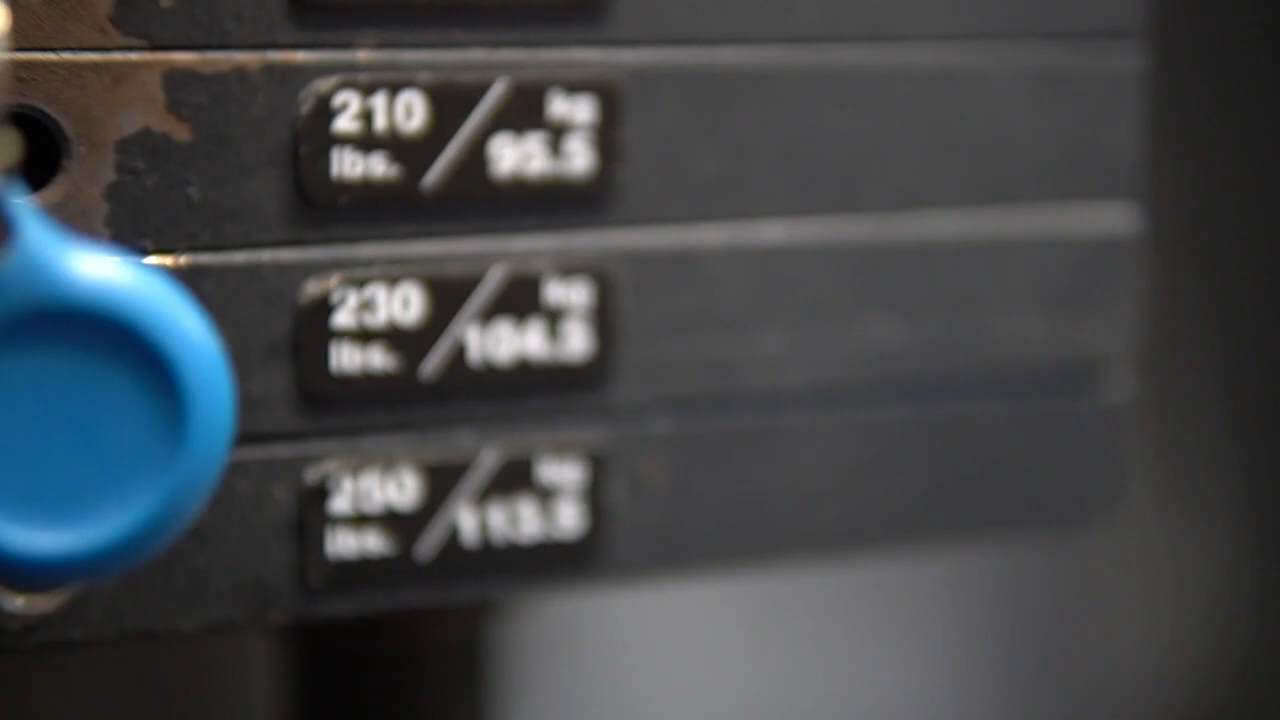 210 kg
lbs. 95.5
230 kg
lbs. 104.5
250 kg
lbs. 113.5